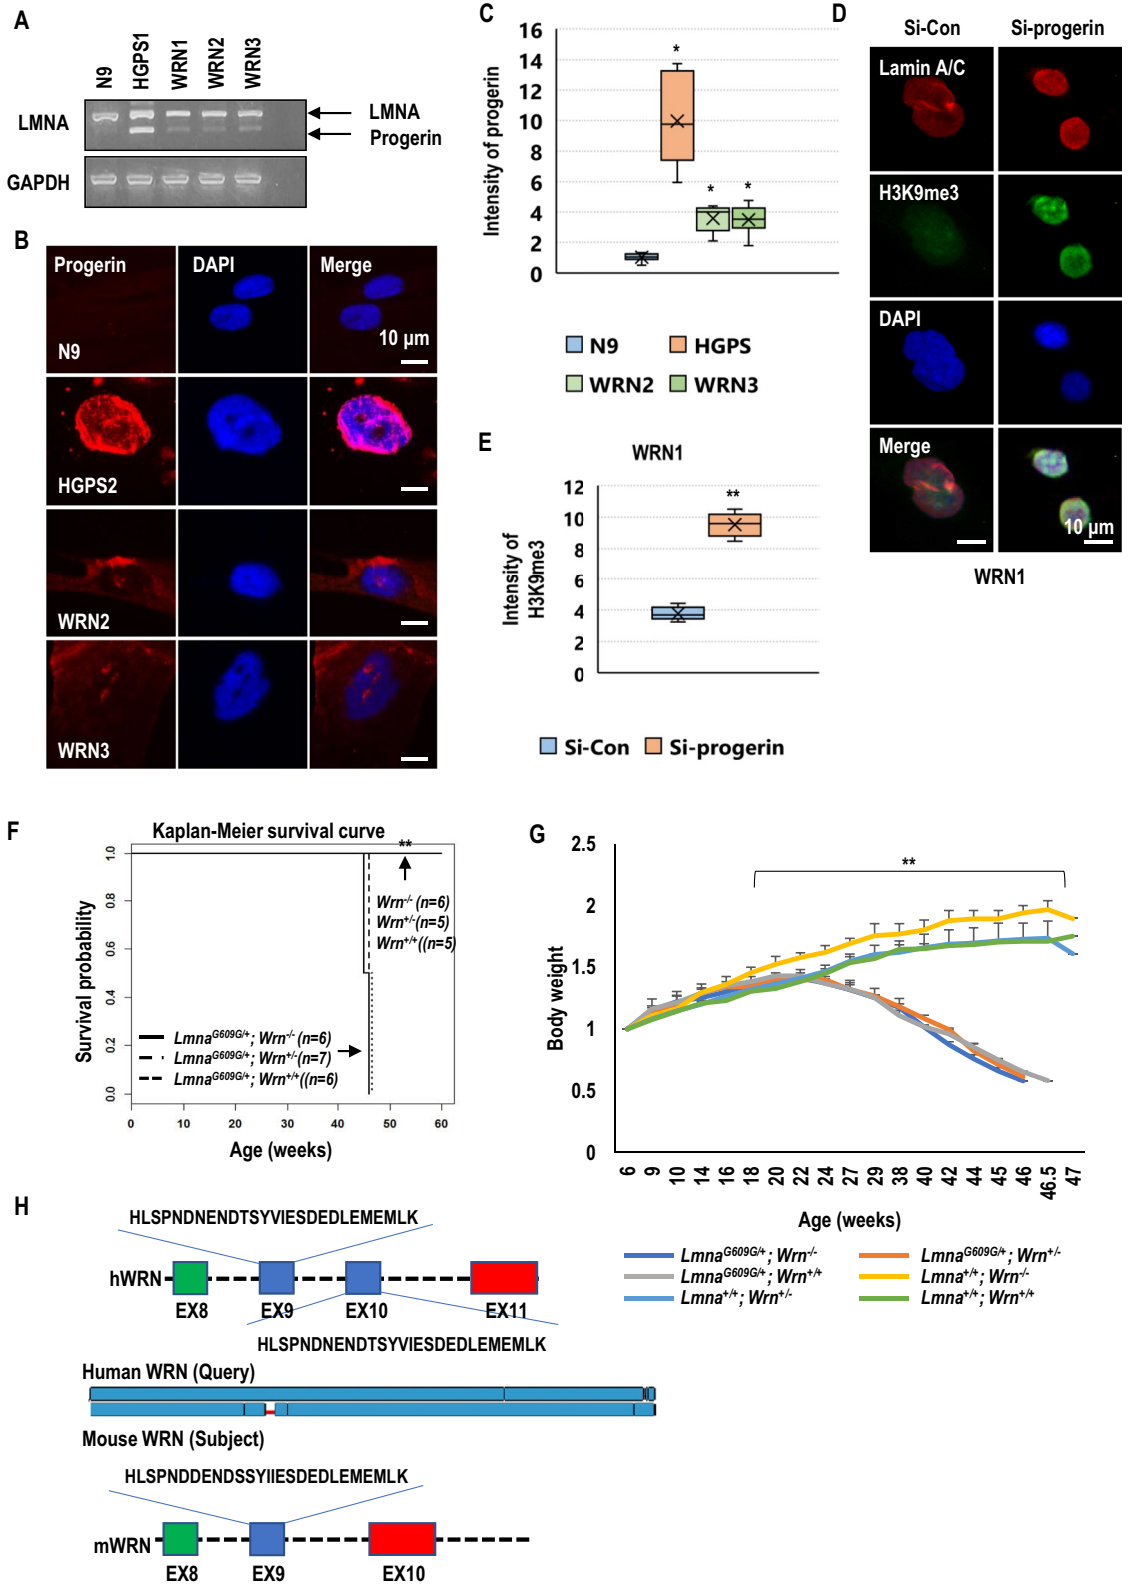 A
N9
HGPS1
WRN1
WRN2
WRN3
LMNA
LMNA
Progerin
GAPDH
B
Progerin
DAPI
Merge
10 μm
N9
HGPS2
WRN2
WRN3
C
Intensity of progerin
16
14
12
10
8
6
4
2
0
*
*
*
N9
HGPS
WRN2
WRN3
D
Si-Con
Si-progerin
Lamin A/C
H3K9me3
DAPI
Merge
10 μm
WRN1
E
WRN1
Intensity of
H3K9me3
12
10
8
6
4
2
0
**
Si-Con
Si-progerin
F
Kaplan-Meier survival curve
**
Survival probability
1.0
0.8
0.6
0.4
0.2
0.0
Wrn-/- (n=6)
Wrn+/- (n=5)
Wrn+/+ ((n=5)
LmnaG609G/+; Wrn-/- (n=6)
LmnaG609G/+; Wrn+/- (n=7)
LmnaG609G/+; Wrn+/+ ((n=6)
0 10 20 30 40 50 60
Age (weeks)
G
Body weight
2.5
2
1.5
1
0.5
0
**
6 9 10 14 16 18 20 22 24 27 29 38 40 42 44 45 46 46.5 47
Age (weeks)
LmnaG609G/+; Wrn-/-
LmnaG609G/+; Wrn+/-
LmnaG609G/+; Wrn+/+
Lmna+/+; Wrn-/-
Lmna+/+; Wrn+/-
Lmna+/+; Wrn+/+
H
HLSPNDNENDTSYVIESDEDLEMEMLK
hWRN
EX8
EX9
EX10
EX11
HLSPNDNENDTSYVIESDEDLEMEMLK
Human WRN (Query)
Mouse WRN (Subject)
HLSPNDDENDSSYIIESDEDLEMEMLK
mWRN
EX8
EX9
EX10